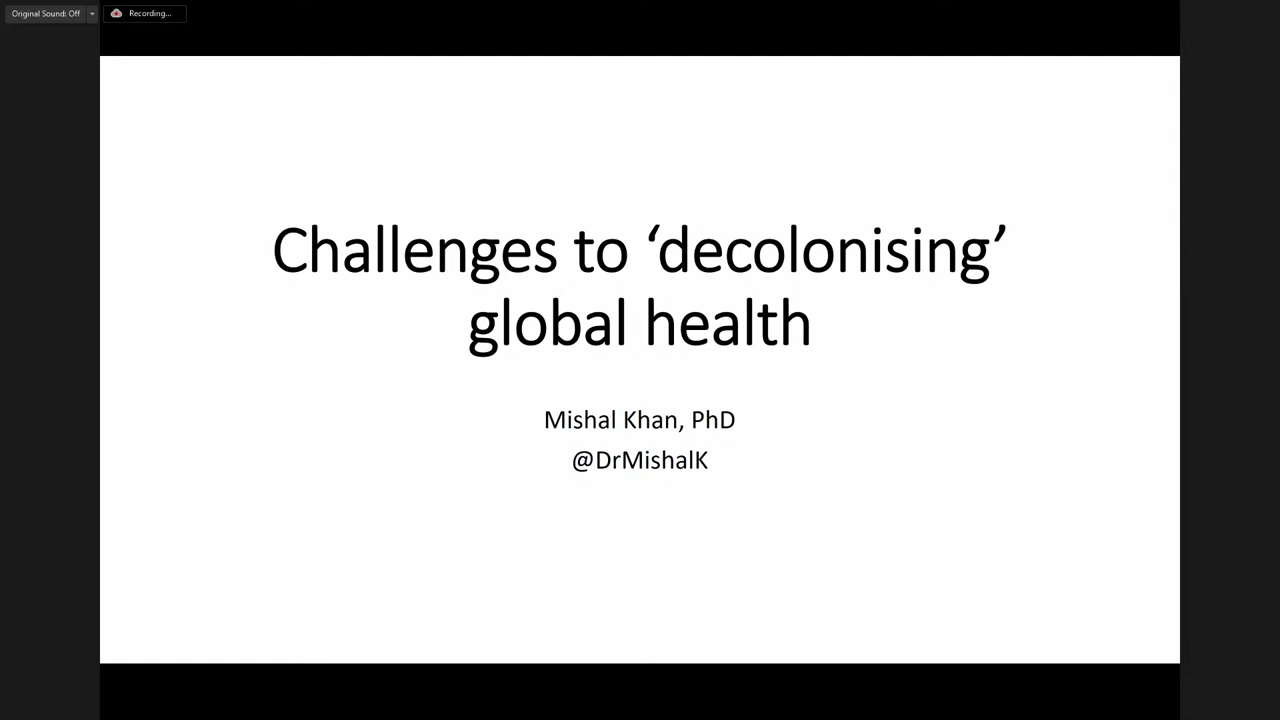 Original Sound: Off
Recording...
Challenges to ‘decolonising’
global health
Mishal Khan, PhD
@DrMishalK